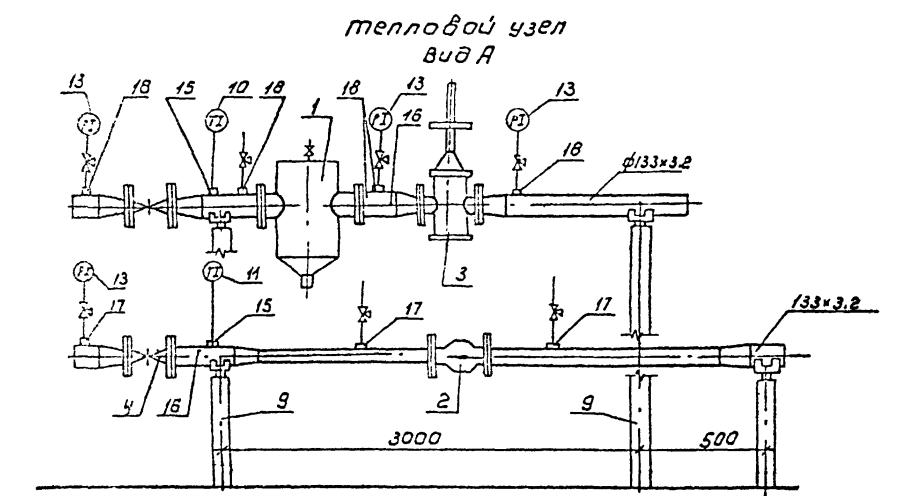 тепловой узел
вид А
13 18 15 10 18 1 18 13 16 13 18 ф133×3.2
PI TI PI PI
3
PI 13 TI 11
17 15 17 17 133×3.2
4 16 9 2 9
3000 500